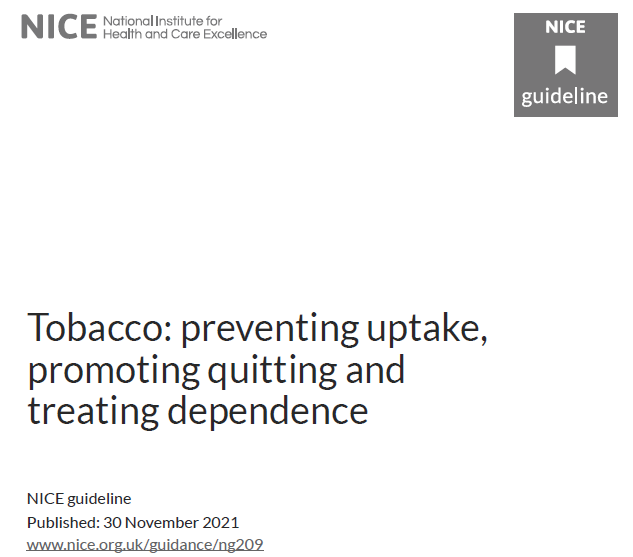 NICE National Institute for
Health and Care Excellence
NICE
guideline
Tobacco: preventing uptake,
promoting quitting and
treating dependence
NICE guideline
Published: 30 November 2021
www.nice.org.uk/guidance/ng209